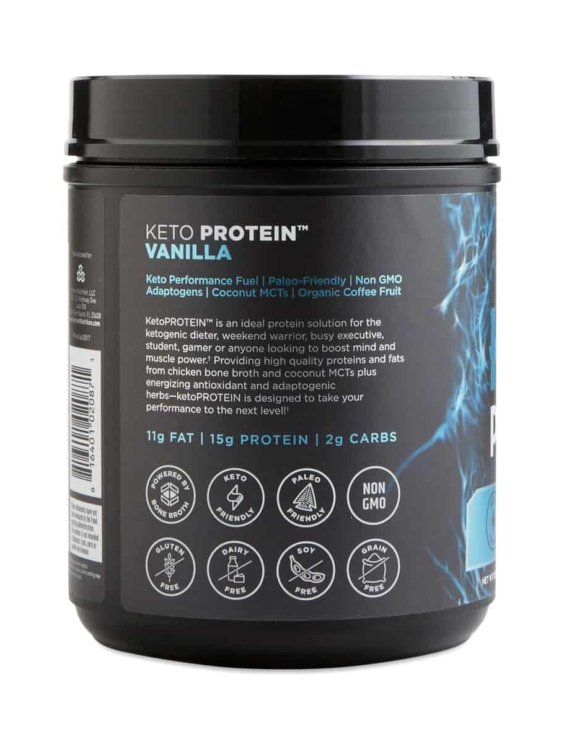 KETO PROTEIN™
VANILLA
Keto Performance Fuel | Paleo-Friendly | Non GMO
Adaptogens | Coconut MCTs | Organic Coffee Fruit
KetoPROTEIN™ is an ideal protein solution for the
ketogenic dieter, weekend warrior, busy executive,
student, gamer or anyone looking to boost mind and
muscle power.† Providing high quality proteins and fats
from chicken bone broth and coconut MCTs plus
energizing antioxidant and adaptogenic
herbs—ketoPROTEIN is designed to take your
performance to the next level!†
11g FAT | 15g PROTEIN | 2g CARBS
POWERED BY
BONE BROTH
KETO
FRIENDLY
PALEO
FRIENDLY
NON
GMO
GLUTEN
FREE
DAIRY
FREE
SOY
FREE
GRAIN
FREE
8 16401 02087 1